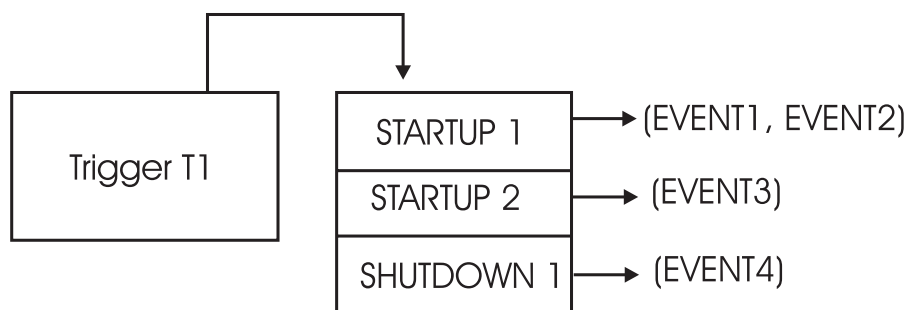 Trigger T1
STARTUP 1
(EVENT1, EVENT2)
STARTUP 2
(EVENT3)
SHUTDOWN 1
(EVENT4)